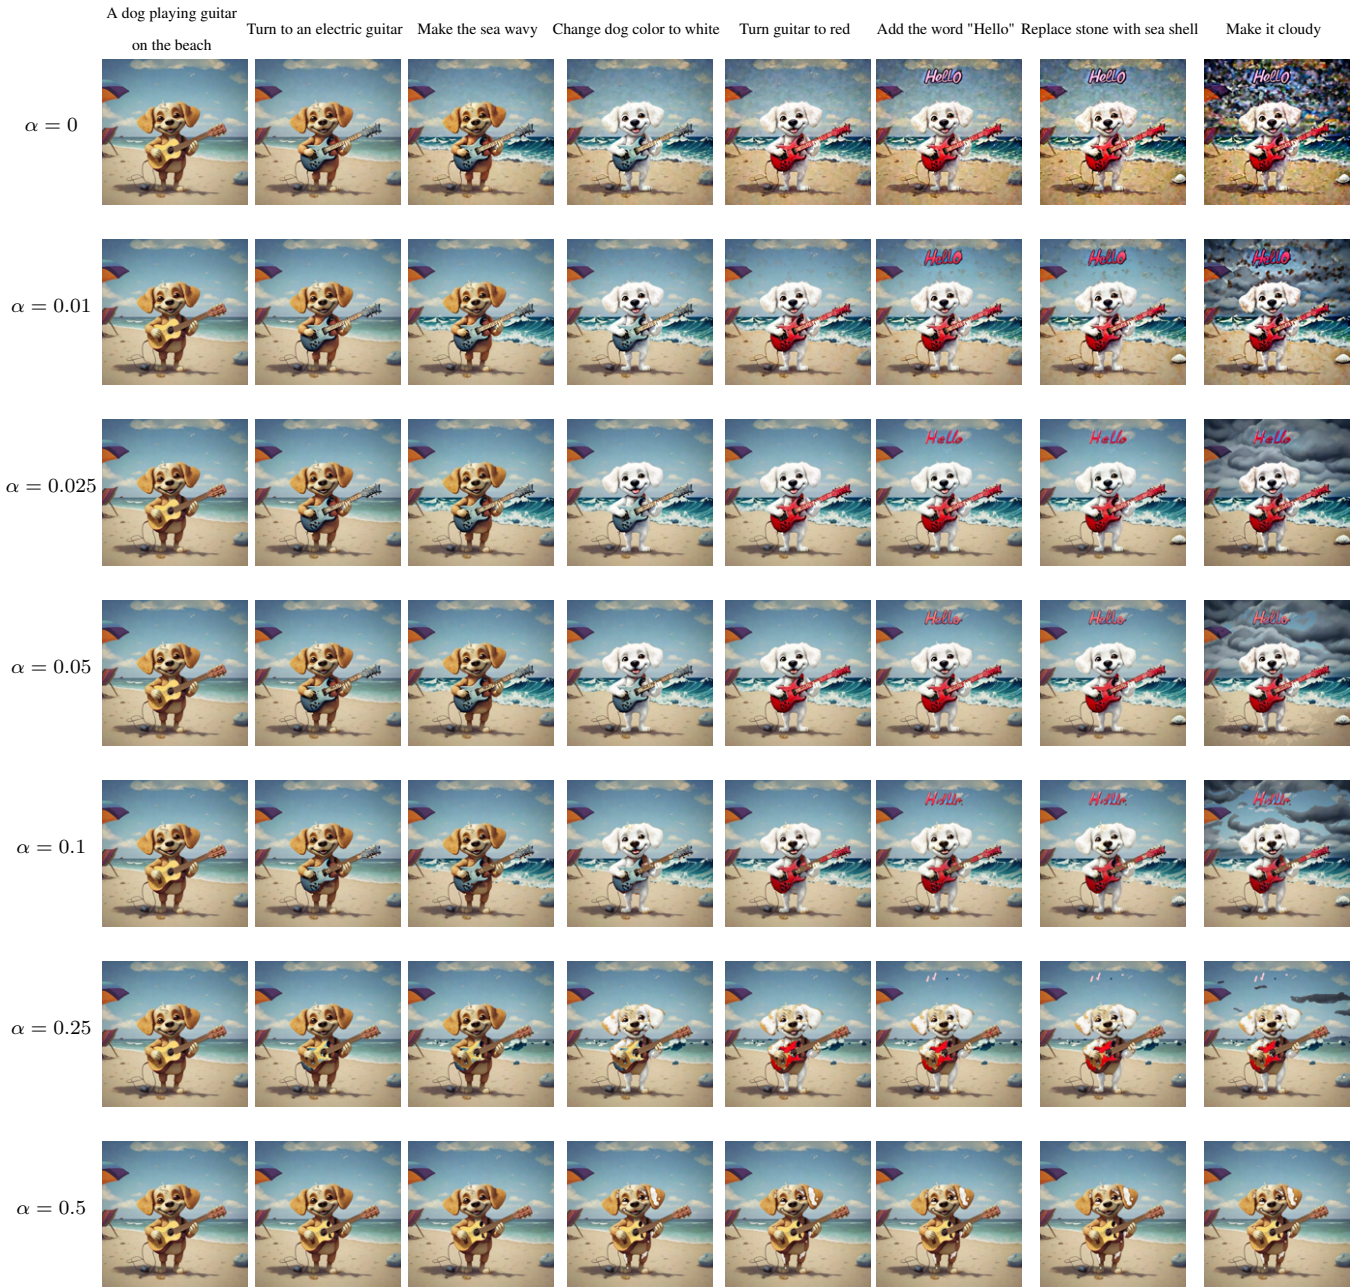 A dog playing guitar
on the beach
Turn to an electric guitar
Make the sea wavy
Change dog color to white
Turn guitar to red
Add the word "Hello"
Replace stone with sea shell
Make it cloudy
α = 0
Hello
Hello
Hello
α = 0.01
Hello
Hello
Hello
α = 0.025
Hello
Hello
Hello
α = 0.05
Hello
Hello
Hello
α = 0.1
Hello
Hello
Hello
α = 0.25
α = 0.5